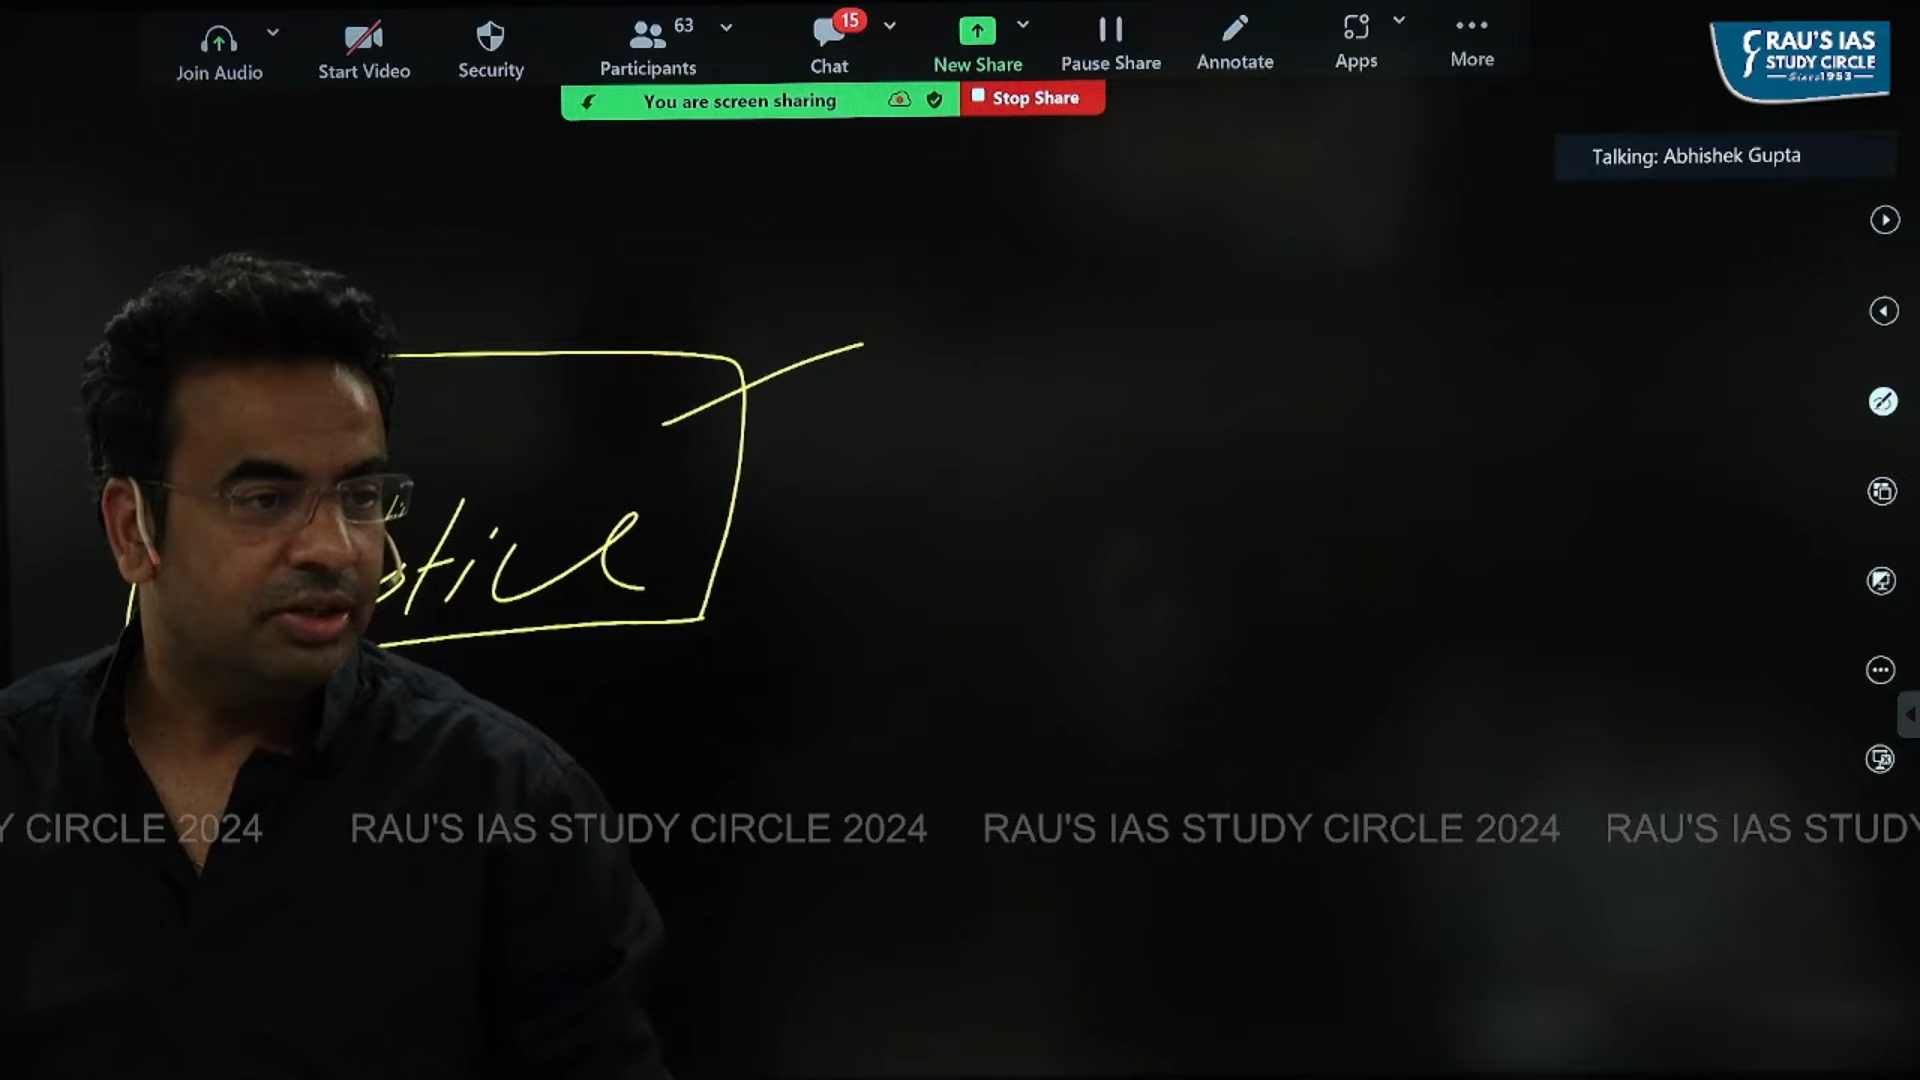 Join Audio
Start Video
Security
63
Participants
15
Chat
New Share
Pause Share
Annotate
Apps
More
RAU'S IAS
STUDY CIRCLE
Since 1953
You are screen sharing
Stop Share
Talking: Abhishek Gupta
Y CIRCLE 2024 RAU'S IAS STUDY CIRCLE 2024 RAU'S IAS STUDY CIRCLE 2024 RAU'S IAS STUDY